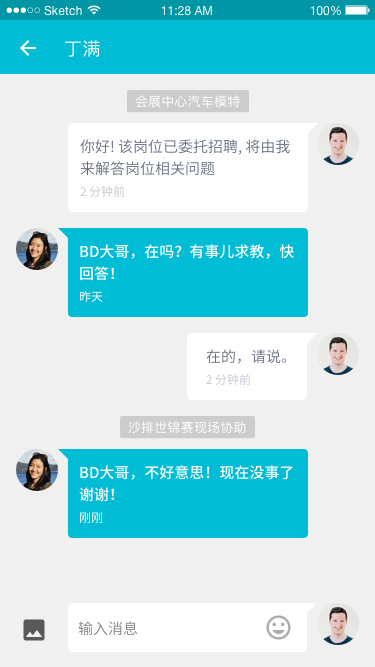 Sketch 11:28 AM 100%
丁满
会展中心汽车模特
你好! 该岗位已委托招聘, 将由我
来解答岗位相关问题
2 分钟前
BD大哥，在吗？有事儿求教，快
回答！
昨天
在的，请说。
2 分钟前
沙排世锦赛现场协助
BD大哥，不好意思！现在没事了
谢谢！
刚刚
输入消息